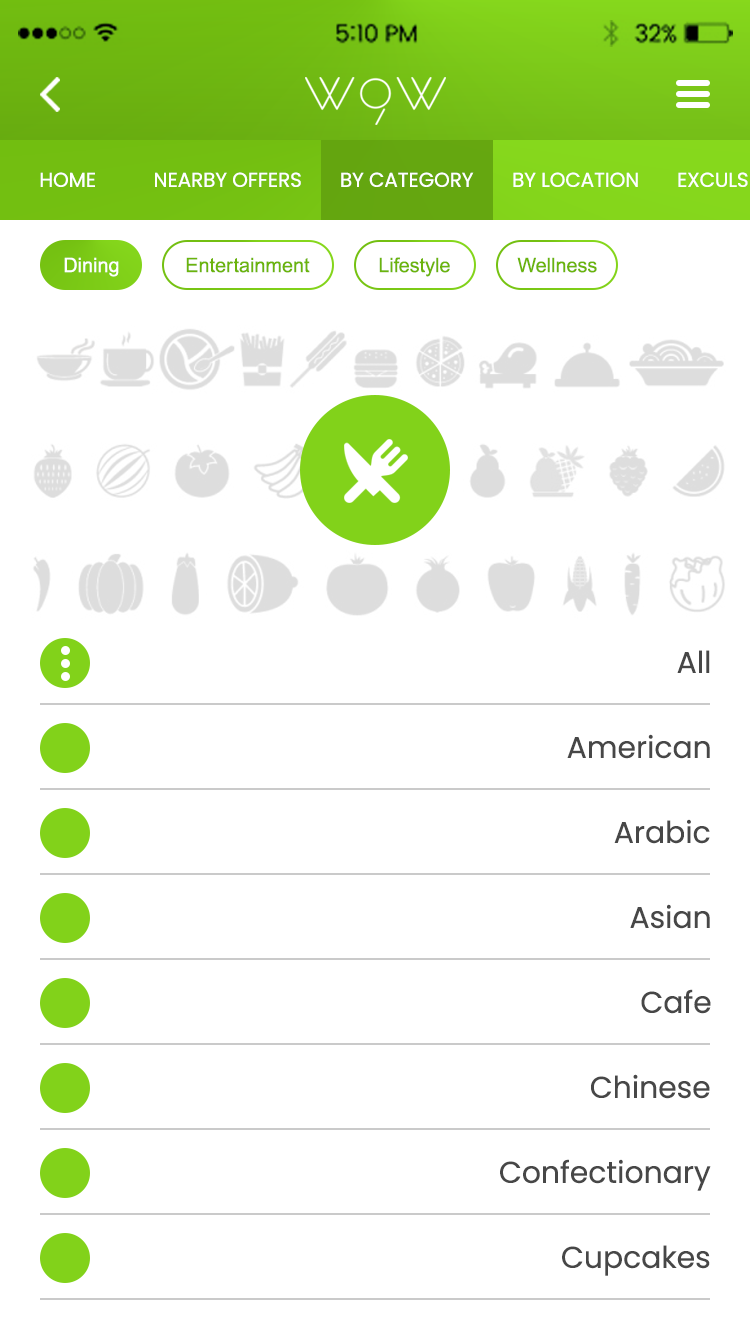 5:10 PM 32%
W9W
HOME NEARBY OFFERS BY CATEGORY BY LOCATION EXCULS
Dining Entertainment Lifestyle Wellness
All
American
Arabic
Asian
Cafe
Chinese
Confectionary
Cupcakes